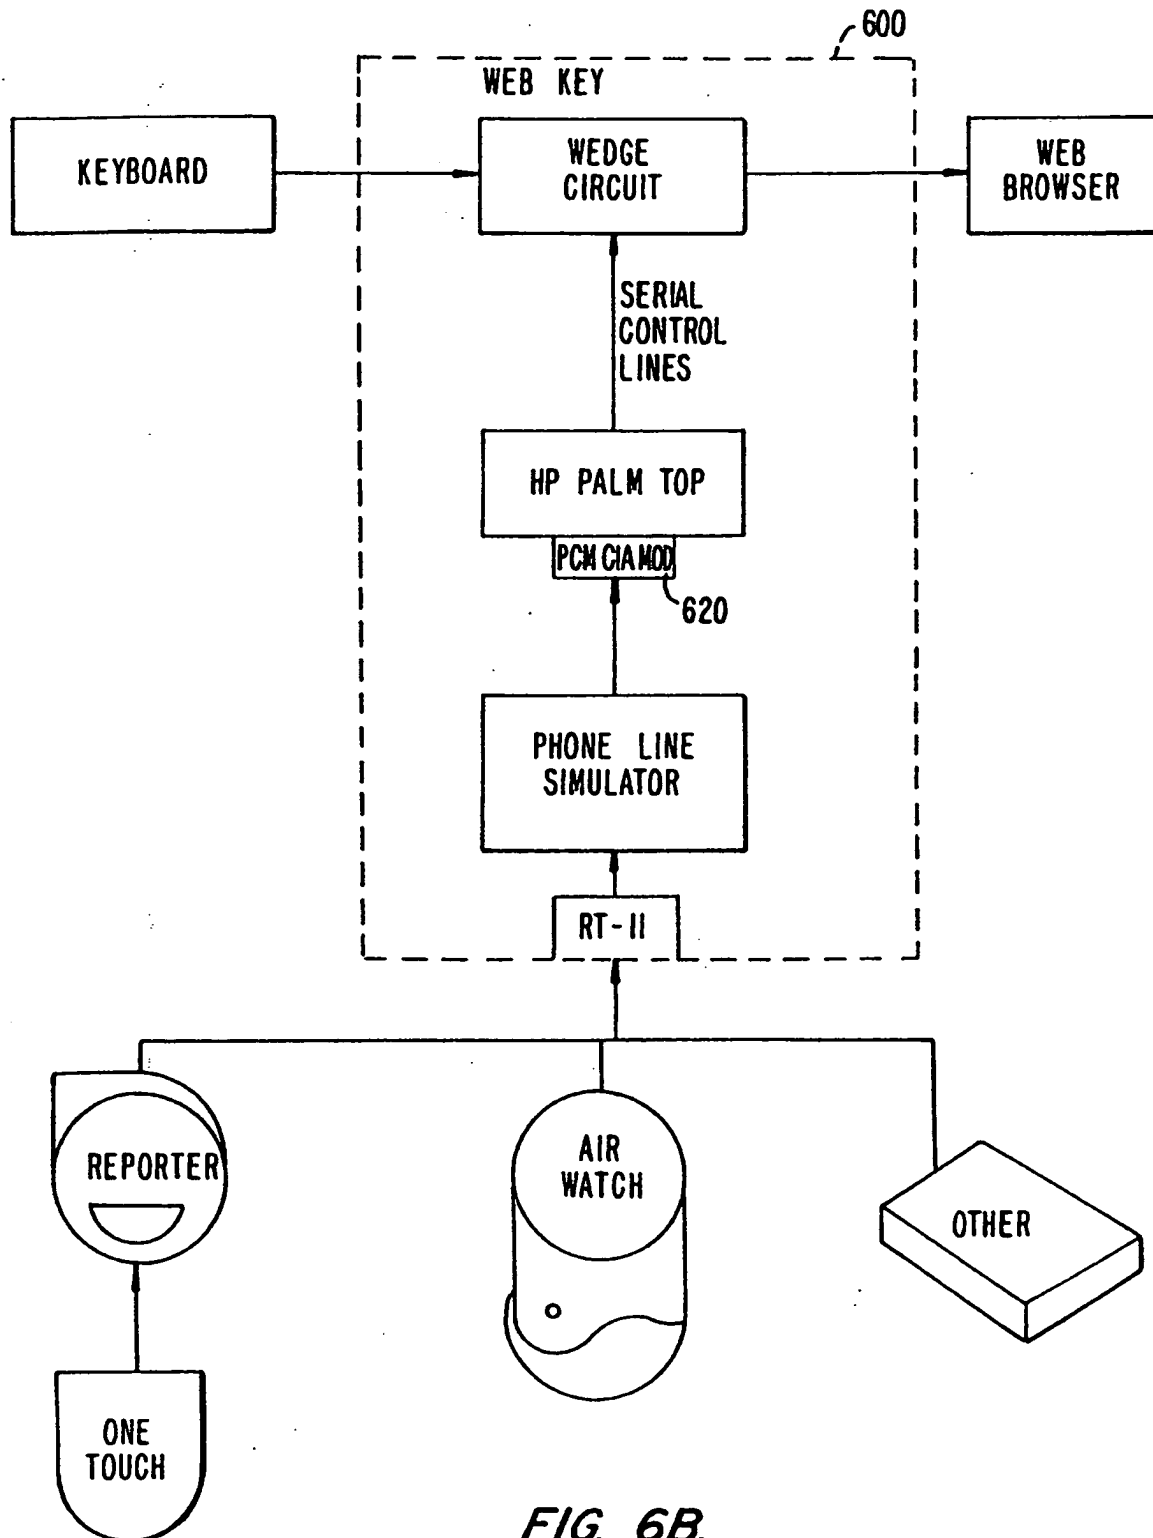 600
WEB KEY
KEYBOARD
WEDGE
CIRCUIT
WEB
BROWSER
SERIAL
CONTROL
LINES
HP PALM TOP
PCMCIA MOD
620
PHONE LINE
SIMULATOR
RT-11
REPORTER
AIR
WATCH
OTHER
ONE
TOUCH
FIG. 6B.